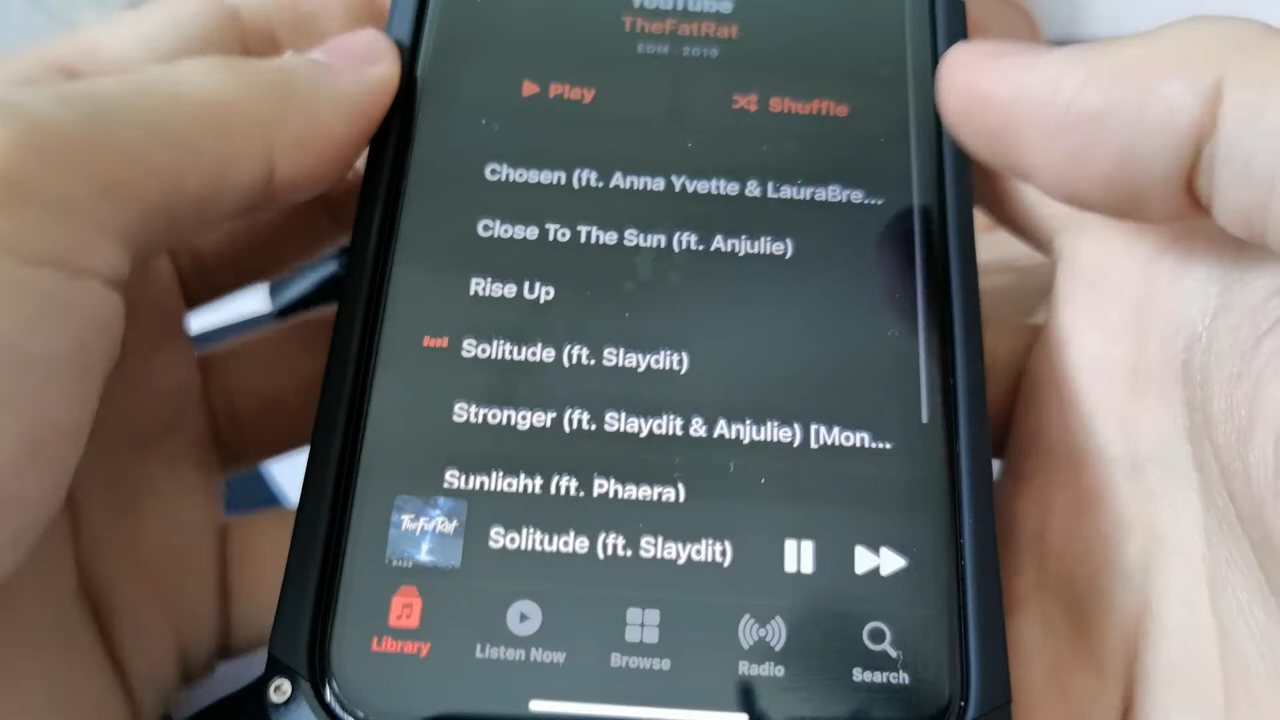 YouTube
TheFatRat
EDM · 2019
Play
Shuffle
Chosen (ft. Anna Yvette & LauraBre...
Close To The Sun (ft. Anjulie)
Rise Up
Solitude (ft. Slaydit)
Stronger (ft. Slaydit & Anjulie) [Mon...
Sunlight (ft. Phaera)
TheFatRat
Solitude (ft. Slaydit)
Library
Listen Now
Browse
Radio
Search